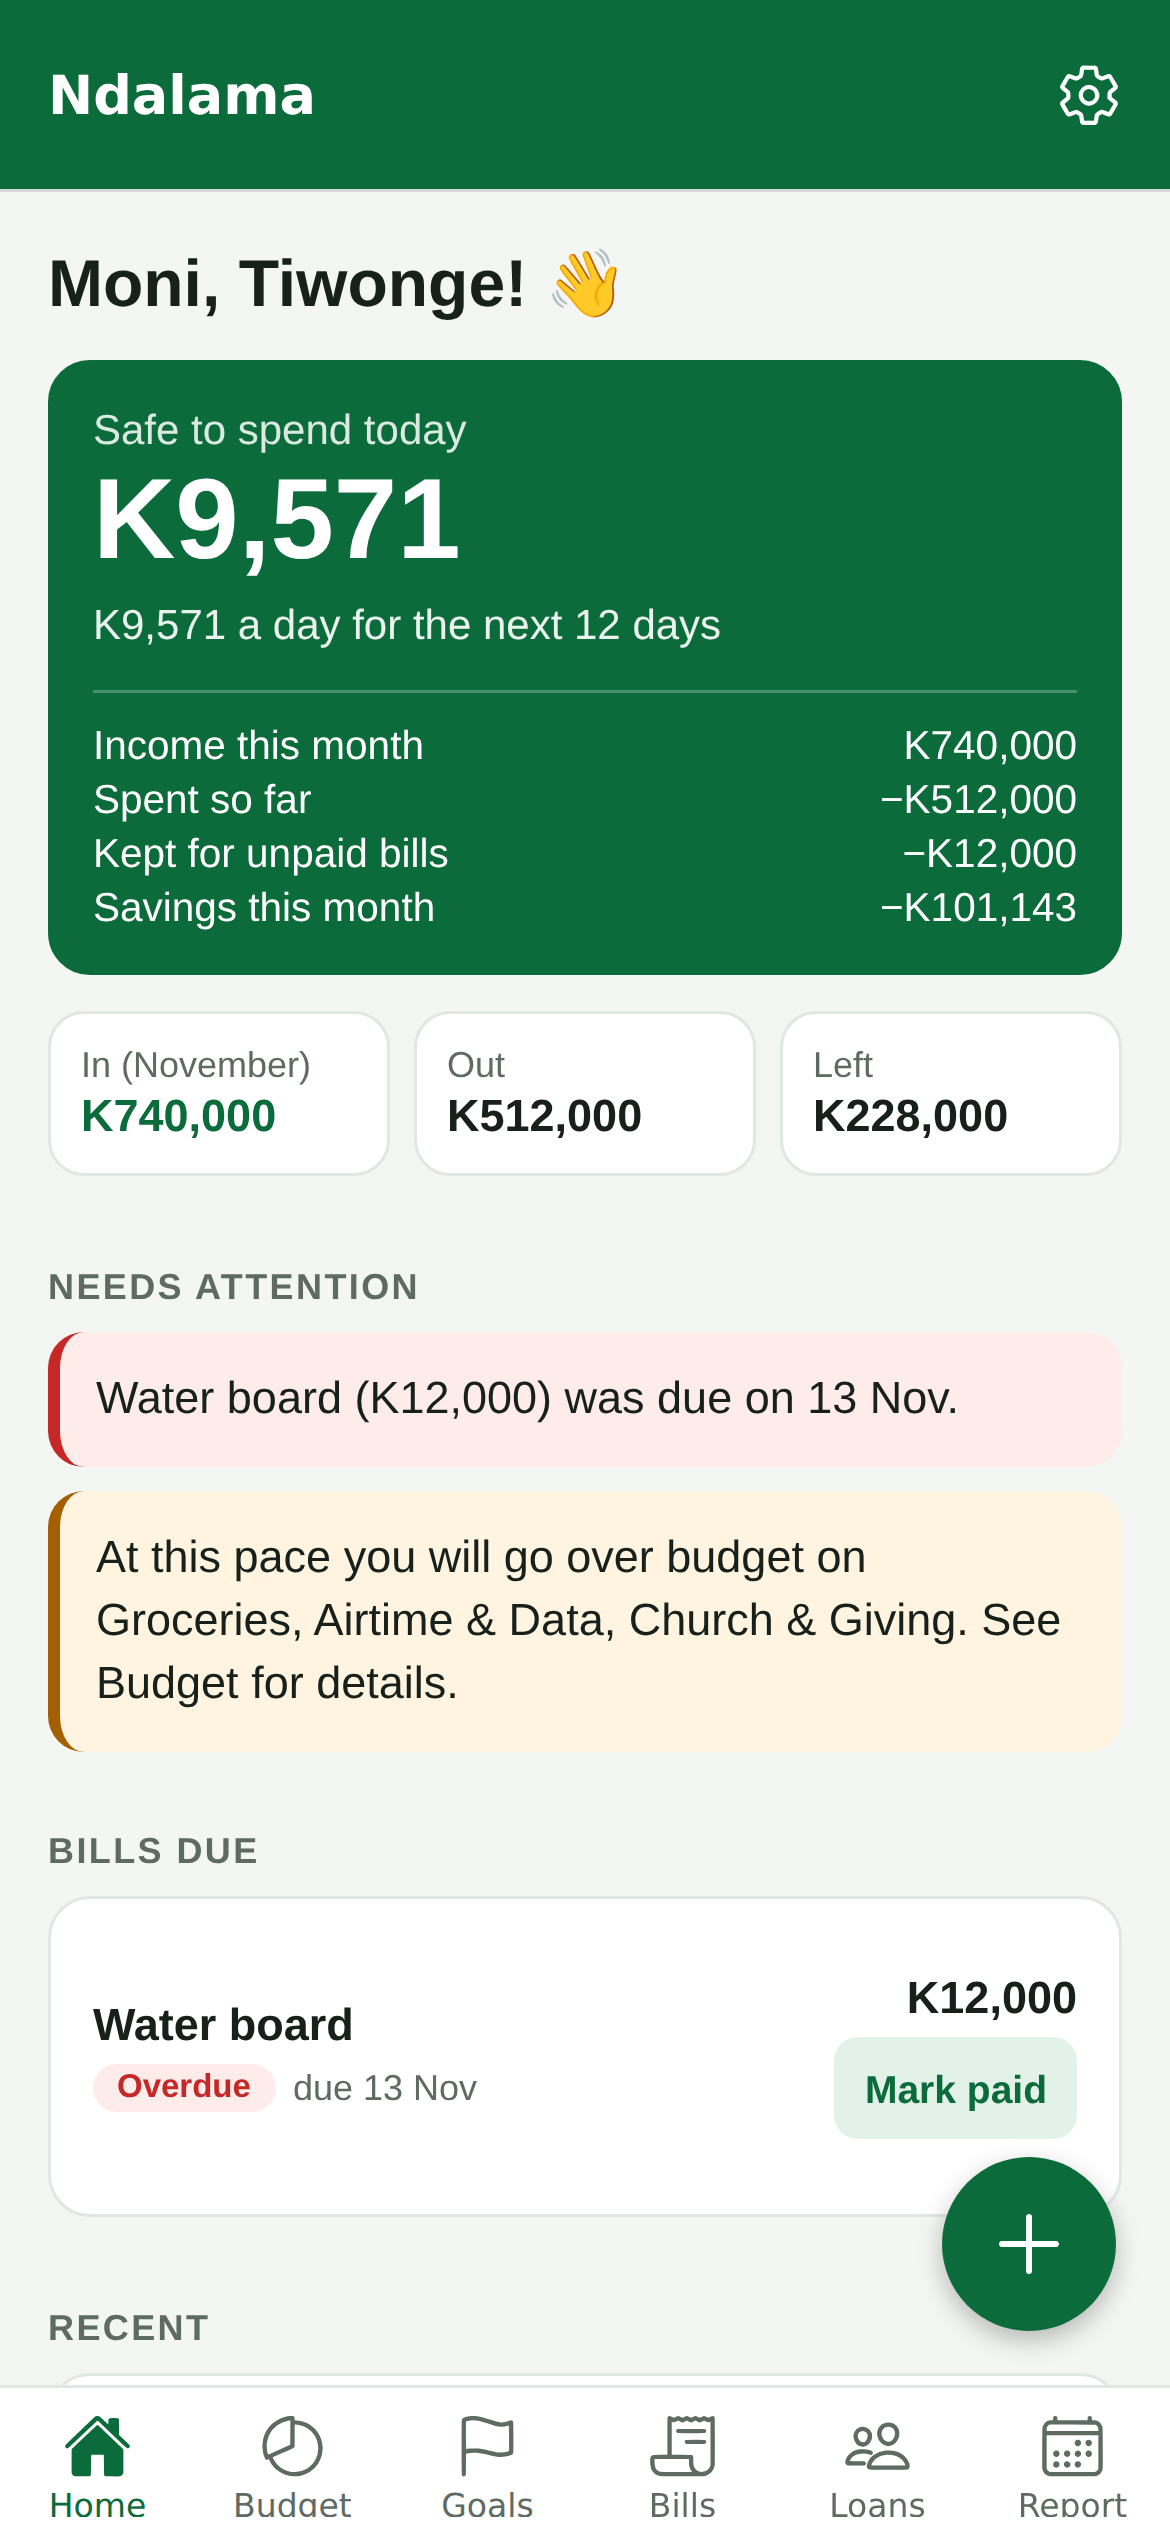 Ndalama
Moni, Tiwonge! 👋
Safe to spend today
K9,571
K9,571 a day for the next 12 days
Income this month K740,000
Spent so far −K512,000
Kept for unpaid bills −K12,000
Savings this month −K101,143
In (November) Out Left
K740,000 K512,000 K228,000
NEEDS ATTENTION
Water board (K12,000) was due on 13 Nov.
At this pace you will go over budget on
Groceries, Airtime & Data, Church & Giving. See
Budget for details.
BILLS DUE
Water board K12,000
Overdue due 13 Nov Mark paid
RECENT
Home Budget Goals Bills Loans Report